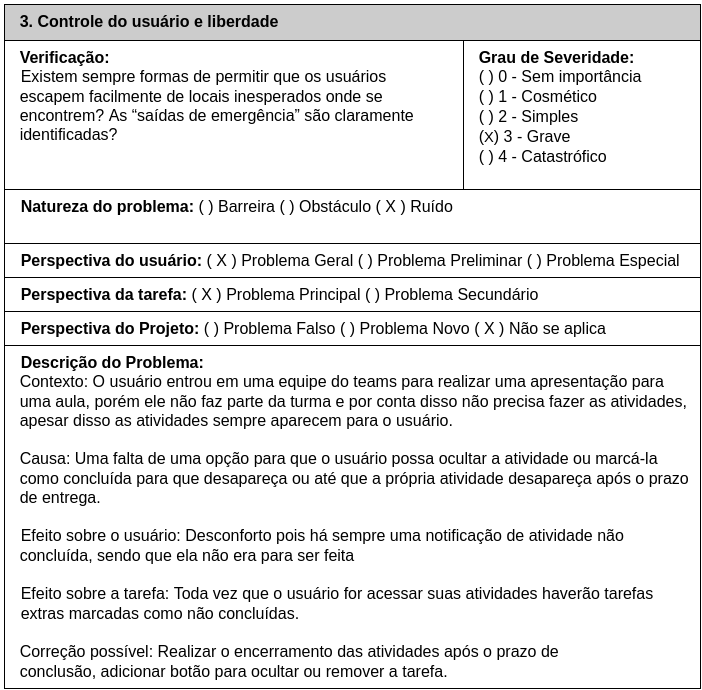 3. Controle do usuário e liberdade
Verificação:
Existem sempre formas de permitir que os usuários
escapem facilmente de locais inesperados onde se
encontrem? As “saídas de emergência” são claramente
identificadas?
Grau de Severidade:
( ) 0 - Sem importância
( ) 1 - Cosmético
( ) 2 - Simples
(X) 3 - Grave
( ) 4 - Catastrófico
Natureza do problema: ( ) Barreira ( ) Obstáculo ( X ) Ruído
Perspectiva do usuário: ( X ) Problema Geral ( ) Problema Preliminar ( ) Problema Especial
Perspectiva da tarefa: ( X ) Problema Principal ( ) Problema Secundário
Perspectiva do Projeto: ( ) Problema Falso ( ) Problema Novo ( X ) Não se aplica
Descrição do Problema:
Contexto: O usuário entrou em uma equipe do teams para realizar uma apresentação para
uma aula, porém ele não faz parte da turma e por conta disso não precisa fazer as atividades,
apesar disso as atividades sempre aparecem para o usuário.
Causa: Uma falta de uma opção para que o usuário possa ocultar a atividade ou marcá-la
como concluída para que desapareça ou até que a própria atividade desapareça após o prazo
de entrega.
Efeito sobre o usuário: Desconforto pois há sempre uma notificação de atividade não
concluída, sendo que ela não era para ser feita
Efeito sobre a tarefa: Toda vez que o usuário for acessar suas atividades haverão tarefas
extras marcadas como não concluídas.
Correção possível: Realizar o encerramento das atividades após o prazo de
conclusão, adicionar botão para ocultar ou remover a tarefa.